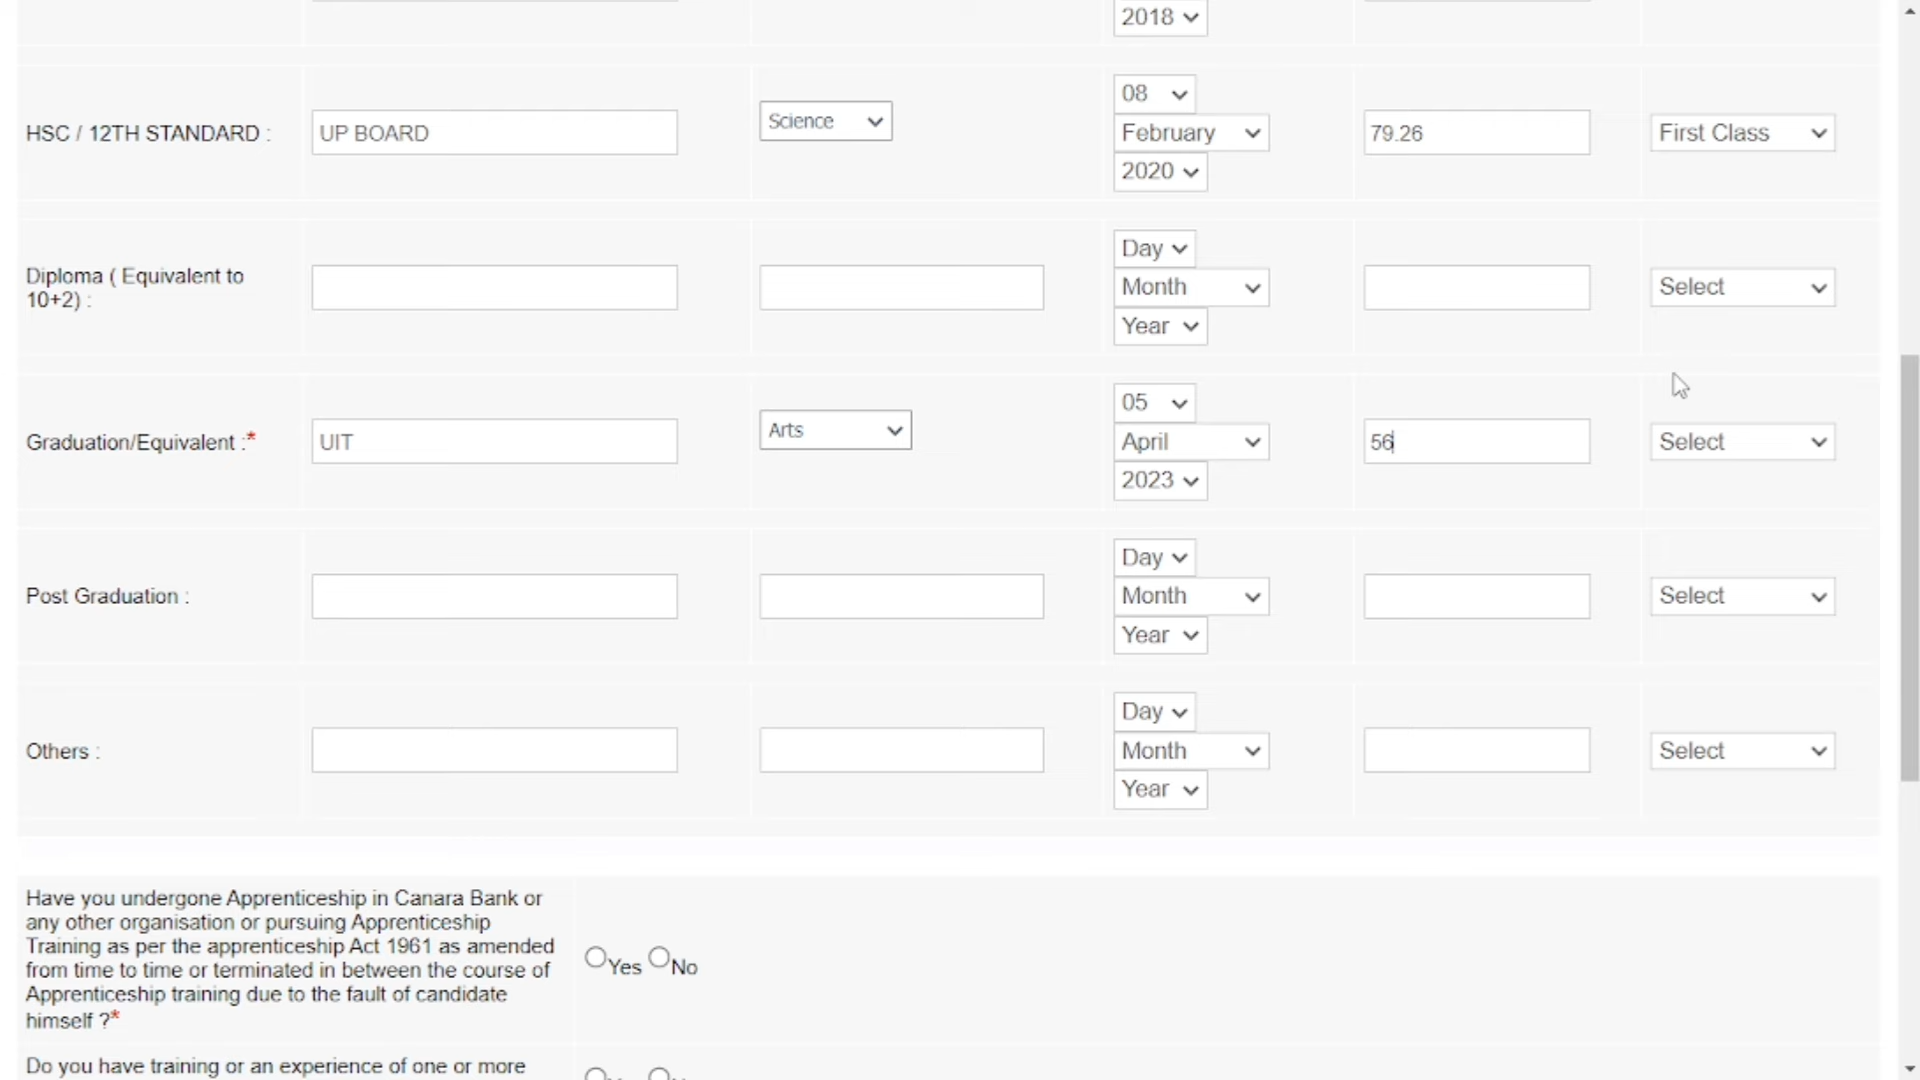 2018
HSC / 12TH STANDARD :
UP BOARD
Science
08
February
2020
79.26
First Class
Diploma ( Equivalent to
10+2) :
Day
Month
Year
Select
Graduation/Equivalent :*
UIT
Arts
05
April
2023
56
Select
Post Graduation :
Day
Month
Year
Select
Others :
Day
Month
Year
Select
Have you undergone Apprenticeship in Canara Bank or
any other organisation or pursuing Apprenticeship
Training as per the apprenticeship Act 1961 as amended
from time to time or terminated in between the course of
Apprenticeship training due to the fault of candidate
himself ?*
Yes No
Do you have training or an experience of one or more